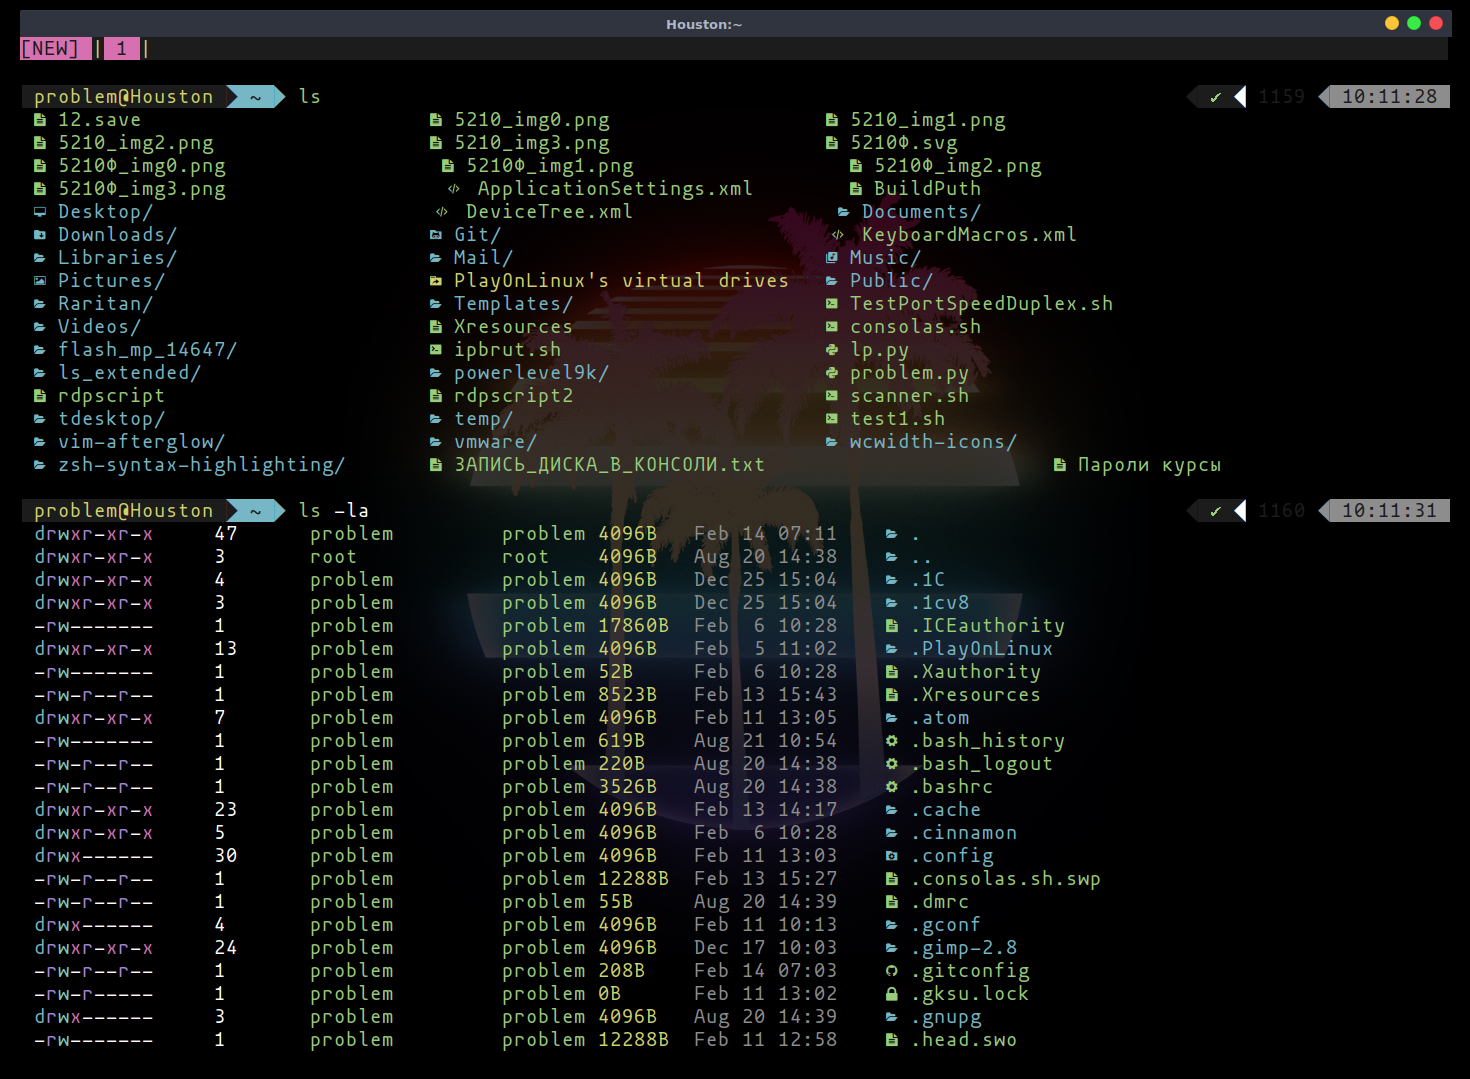 Houston:~
[NEW] | 1 |
problem@Houston ~ ls ✓ 1159 10:11:28
12.save 5210_img0.png 5210_img1.png
5210_img2.png 5210_img3.png 5210Ф.svg
5210Ф_img0.png 5210Ф_img1.png 5210Ф_img2.png
5210Ф_img3.png ApplicationSettings.xml BuildPuth
Desktop/ DeviceTree.xml Documents/
Downloads/ Git/ KeyboardMacros.xml
Libraries/ Mail/ Music/
Pictures/ PlayOnLinux's virtual drives Public/
Raritan/ Templates/ TestPortSpeedDuplex.sh
Videos/ Xresources consolas.sh
flash_mp_14647/ ipbrut.sh lp.py
ls_extended/ powerlevel9k/ problem.py
rdpscript rdpscript2 scanner.sh
tdesktop/ temp/ test1.sh
vim-afterglow/ vmware/ wcwidth-icons/
zsh-syntax-highlighting/ ЗАПИСЬ_ДИСКА_В_КОНСОЛИ.txt Пароли курсы
problem@Houston ~ ls -la ✓ 1160 10:11:31
drwxr-xr-x 47 problem problem 4096B Feb 14 07:11 .
drwxr-xr-x 3 root root 4096B Aug 20 14:38 ..
drwxr-xr-x 4 problem problem 4096B Dec 25 15:04 .1C
drwxr-xr-x 3 problem problem 4096B Dec 25 15:04 .1cv8
-rw------- 1 problem problem 17860B Feb 6 10:28 .ICEauthority
drwxr-xr-x 13 problem problem 4096B Feb 5 11:02 .PlayOnLinux
-rw------- 1 problem problem 52B Feb 6 10:28 .Xauthority
-rw-r--r-- 1 problem problem 8523B Feb 13 15:43 .Xresources
drwxr-xr-x 7 problem problem 4096B Feb 11 13:05 .atom
-rw------- 1 problem problem 619B Aug 21 10:54 .bash_history
-rw-r--r-- 1 problem problem 220B Aug 20 14:38 .bash_logout
-rw-r--r-- 1 problem problem 3526B Aug 20 14:38 .bashrc
drwxr-xr-x 23 problem problem 4096B Feb 13 14:17 .cache
drwxr-xr-x 5 problem problem 4096B Feb 6 10:28 .cinnamon
drwx------ 30 problem problem 4096B Feb 11 13:03 .config
-rw-r--r-- 1 problem problem 12288B Feb 13 15:27 .consolas.sh.swp
-rw-r--r-- 1 problem problem 55B Aug 20 14:39 .dmrc
drwx------ 4 problem problem 4096B Feb 11 10:13 .gconf
drwxr-xr-x 24 problem problem 4096B Dec 17 10:03 .gimp-2.8
-rw-r--r-- 1 problem problem 208B Feb 14 07:03 .gitconfig
-rw-r----- 1 problem problem 0B Feb 11 13:02 .gksu.lock
drwx------ 3 problem problem 4096B Aug 20 14:39 .gnupg
-rw------- 1 problem problem 12288B Feb 11 12:58 .head.swo